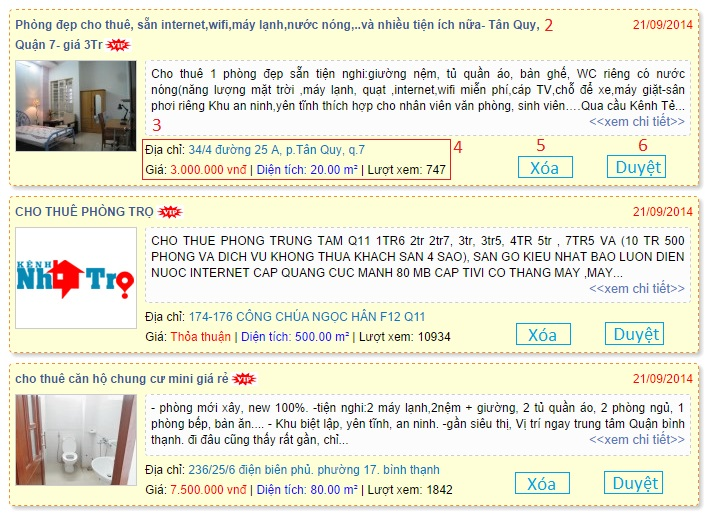 Phòng đẹp cho thuê, sẵn internet,wifi,máy lạnh,nước nóng,..và nhiều tiện ích nữa- Tân Quy, 2 21/09/2014
Quận 7- giá 3Tr VIP
Cho thuê 1 phòng đẹp sẵn tiện nghi:giường nệm, tủ quần áo, bàn ghế, WC riêng có nước
nóng(năng lượng mặt trời ,máy lạnh, quạt ,internet,wifi miễn phí,cáp TV,chỗ để xe,máy giặt-sân
phơi riêng Khu an ninh,yên tĩnh thích hợp cho nhân viên văn phòng, sinh viên….Qua cầu Kênh Tẻ...
3 <<xem chi tiết>>
Địa chỉ: 34/4 đường 25 A, p.Tân Quy, q.7 4 5 6
Giá: 3.000.000 vnđ | Diện tích: 20.00 m² | Lượt xem: 747 Xóa Duyệt
CHO THUÊ PHÒNG TRỌ VIP 21/09/2014
KÊNH
Nhà Trọ
CHO THUE PHONG TRUNG TAM Q11 1TR6 2tr 2tr7, 3tr, 3tr5, 4TR 5tr , 7TR5 VA (10 TR 500
PHONG VA DICH VU KHONG THUA KHACH SAN 4 SAO), SAN GO KIEU NHAT BAO LUON DIEN
NUOC INTERNET CAP QUANG CUC MANH 80 MB CAP TIVI CO THANG MAY ,MAY...
<<xem chi tiết>>
Địa chỉ: 174-176 CÔNG CHÚA NGỌC HÂN F12 Q11
Giá: Thỏa thuận | Diện tích: 500.00 m² | Lượt xem: 10934 Xóa Duyệt
cho thuê căn hộ chung cư mini giá rẻ VIP 21/09/2014
- phòng mới xây, new 100%. -tiện nghi:2 máy lạnh,2nệm + giường, 2 tủ quần áo, 2 phòng ngủ, 1
phòng bếp, bàn ăn.... - Khu biệt lập, yên tĩnh, an ninh. -gần siêu thị, Vị trí ngay trung tâm Quận bình
thạnh. đi đâu cũng thấy rất gần, chỉ...
<<xem chi tiết>>
Địa chỉ: 236/25/6 điện biên phủ. phường 17. bình thạnh
Giá: 7.500.000 vnđ | Diện tích: 80.00 m² | Lượt xem: 1842 Xóa Duyệt